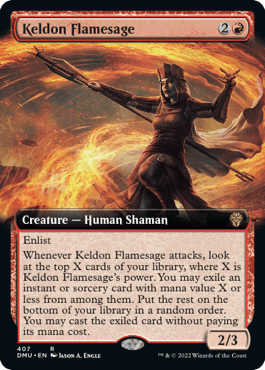 Keldon Flamesage 2
Creature — Human Shaman
Enlist
Whenever Keldon Flamesage attacks, look
at the top X cards of your library, where X is
Keldon Flamesage's power. You may exile an
instant or sorcery card with mana value X or
less from among them. Put the rest on the
bottom of your library in a random order.
You may cast the exiled card without paying
its mana cost.
2/3
407 R
DMU • EN Jason A. Engle
™ & © 2022 Wizards of the Coast